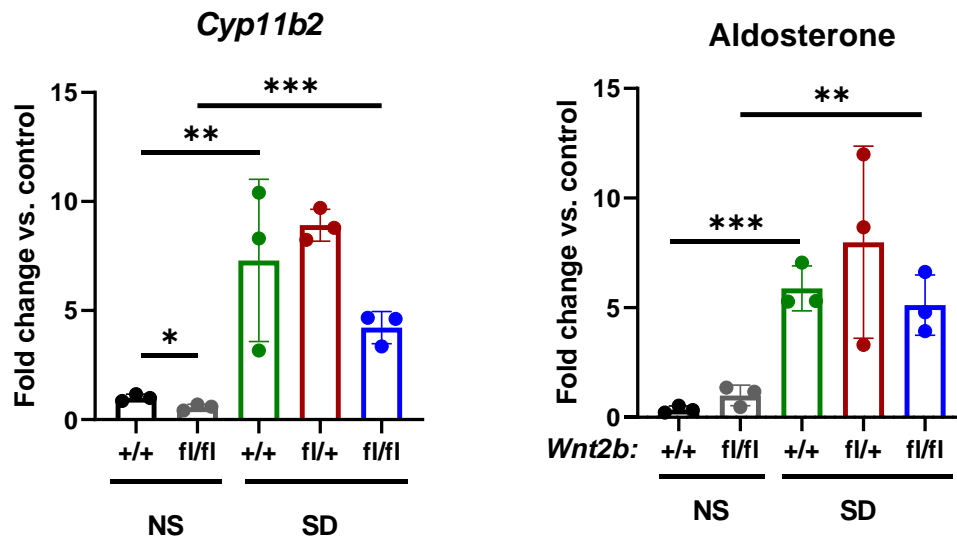 Cyp11b2
Fold change vs. control
15
10
5
0
***
**
*
+/+ fl/fl +/+ fl/+ fl/fl
NS SD
Aldosterone
Fold change vs. control
15
10
5
0
**
***
Wnt2b: +/+ fl/fl +/+ fl/+ fl/fl
NS SD